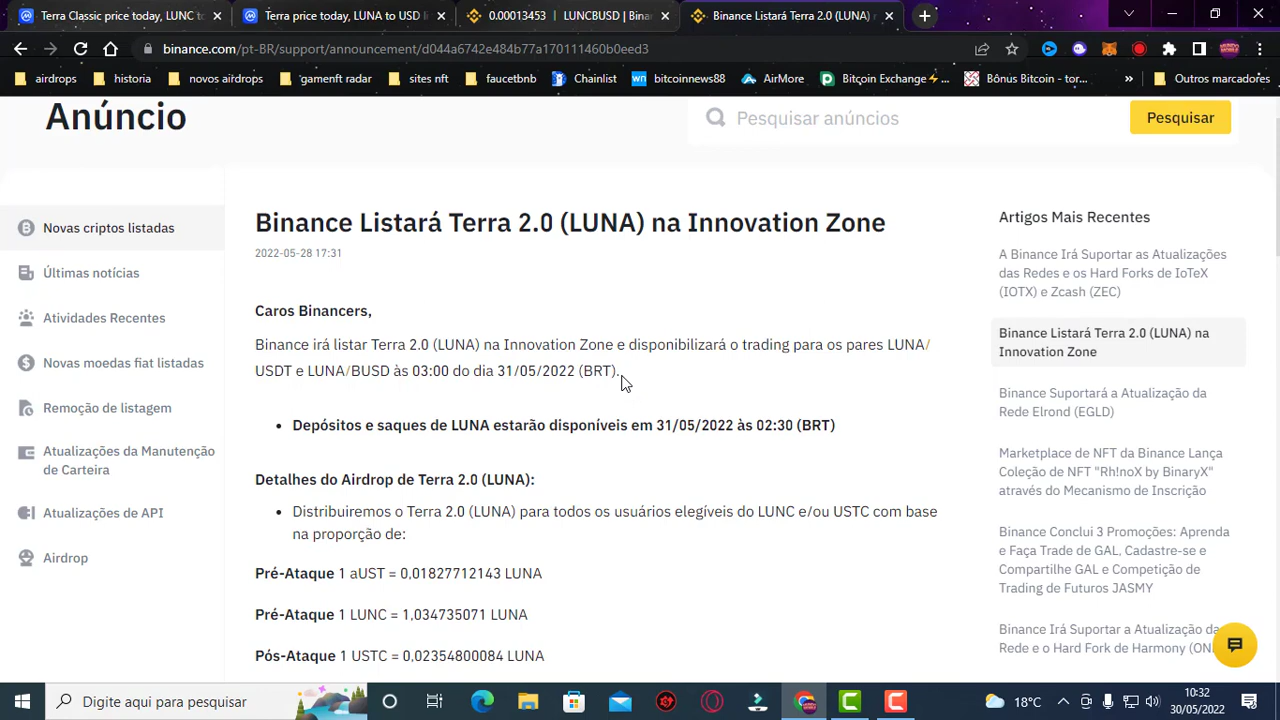 Terra Classic price today, LUNC to
Terra price today, LUNA to USD l
0.00013453 | LUNCBUSD | Binan
Binance Listará Terra 2.0 (LUNA) n
binance.com/pt-BR/support/announcement/d044a6742e484b77a170111460b0eed3
airdrops
historia
novos airdrops
gamenft radar
sites nft
faucetbnb
Chainlist
wn bitcoinnews88
AirMore
Bitcoin Exchange⚡...
Bônus Bitcoin - tor...
»
Outros marcadores
Anúncio
Pesquisar anúncios
Pesquisar
Novas criptos listadas
Últimas notícias
Atividades Recentes
Novas moedas fiat listadas
Remoção de listagem
Atualizações da Manutenção
de Carteira
Atualizações de API
Airdrop
Binance Listará Terra 2.0 (LUNA) na Innovation Zone
2022-05-28 17:31
Caros Binancers,
Binance irá listar Terra 2.0 (LUNA) na Innovation Zone e disponibilizará o trading para os pares LUNA/
USDT e LUNA/BUSD às 03:00 do dia 31/05/2022 (BRT).
• Depósitos e saques de LUNA estarão disponíveis em 31/05/2022 às 02:30 (BRT)
Detalhes do Airdrop de Terra 2.0 (LUNA):
• Distribuiremos o Terra 2.0 (LUNA) para todos os usuários elegíveis do LUNC e/ou USTC com base
na proporção de:
Pré-Ataque 1 aUST = 0,01827712143 LUNA
Pré-Ataque 1 LUNC = 1,034735071 LUNA
Pós-Ataque 1 USTC = 0,02354800084 LUNA
Artigos Mais Recentes
A Binance Irá Suportar as Atualizações
das Redes e os Hard Forks de IoTeX
(IOTX) e Zcash (ZEC)
Binance Listará Terra 2.0 (LUNA) na
Innovation Zone
Binance Suportará a Atualização da
Rede Elrond (EGLD)
Marketplace de NFT da Binance Lança
Coleção de NFT "Rh!noX by BinaryX"
através do Mecanismo de Inscrição
Binance Conclui 3 Promoções: Aprenda
e Faça Trade de GAL, Cadastre-se e
Compartilhe GAL e Competição de
Trading de Futuros JASMY
Binance Irá Suportar a Atualização da
Rede e o Hard Fork de Harmony (ON
Digite aqui para pesquisar
18°C
10:32
30/05/2022